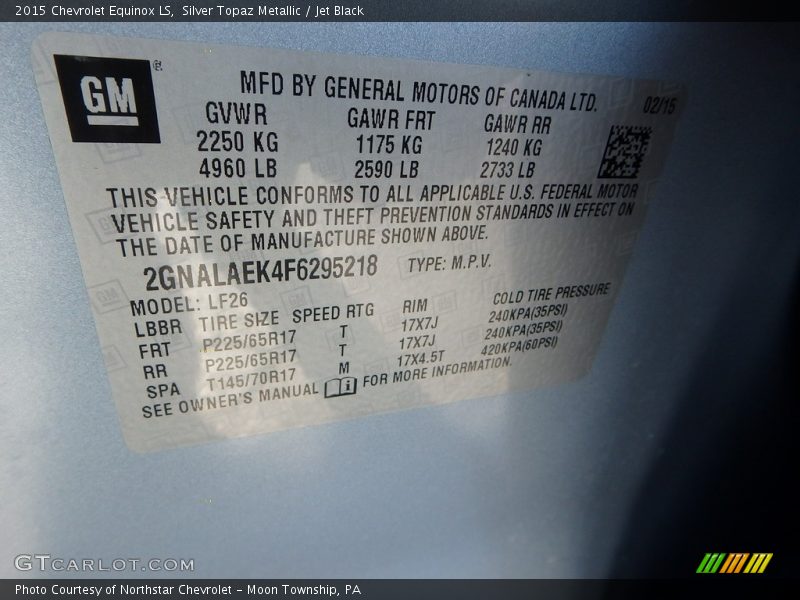 2015 Chevrolet Equinox LS,  Silver Topaz Metallic / Jet Black
GM ®
MFD BY GENERAL MOTORS OF CANADA LTD. 02/15
GVWR GAWR FRT GAWR RR
2250 KG 1175 KG 1240 KG
4960 LB 2590 LB 2733 LB
THIS VEHICLE CONFORMS TO ALL APPLICABLE U.S. FEDERAL MOTOR
VEHICLE SAFETY AND THEFT PREVENTION STANDARDS IN EFFECT ON
THE DATE OF MANUFACTURE SHOWN ABOVE.
2GNALAEK4F6295218 TYPE: M.P.V.
MODEL: LF26
LBBR TIRE SIZE SPEED RTG RIM COLD TIRE PRESSURE
FRT P225/65R17 T 17X7J 240KPA(35PSI)
RR P225/65R17 T 17X7J 240KPA(35PSI)
SPA T145/70R17 M 17X4.5T 420KPA(60PSI)
SEE OWNER'S MANUAL i FOR MORE INFORMATION.
GTCARLOT.COM
Photo Courtesy of Northstar Chevrolet – Moon Township, PA